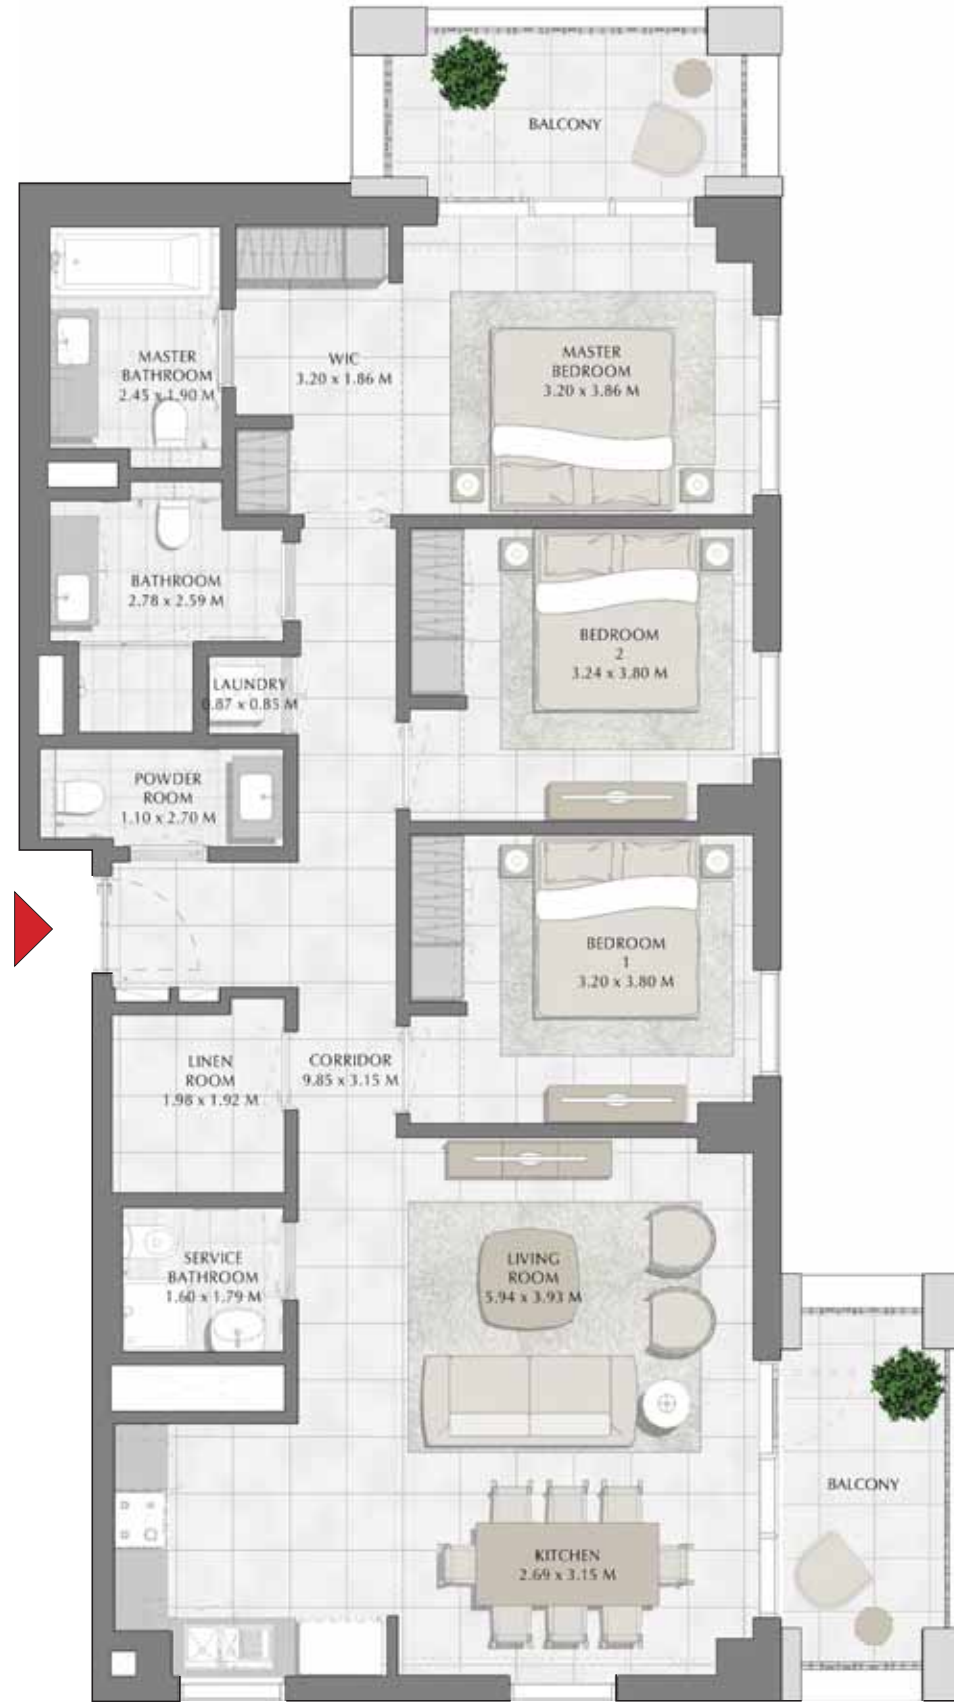 BALCONY
MASTER
BATHROOM
2.45 x 1.90 M
WIC
3.20 x 1.86 M
MASTER
BEDROOM
3.20 x 3.86 M
BATHROOM
2.78 x 2.59 M
BEDROOM
2
3.24 x 3.80 M
LAUNDRY
0.87 x 0.85 M
POWDER
ROOM
1.10 x 2.70 M
BEDROOM
1
3.20 x 3.80 M
LINEN
ROOM
1.98 x 1.92 M
CORRIDOR
9.85 x 3.15 M
SERVICE
BATHROOM
1.60 x 1.79 M
LIVING
ROOM
5.94 x 3.93 M
BALCONY
KITCHEN
2.69 x 3.15 M